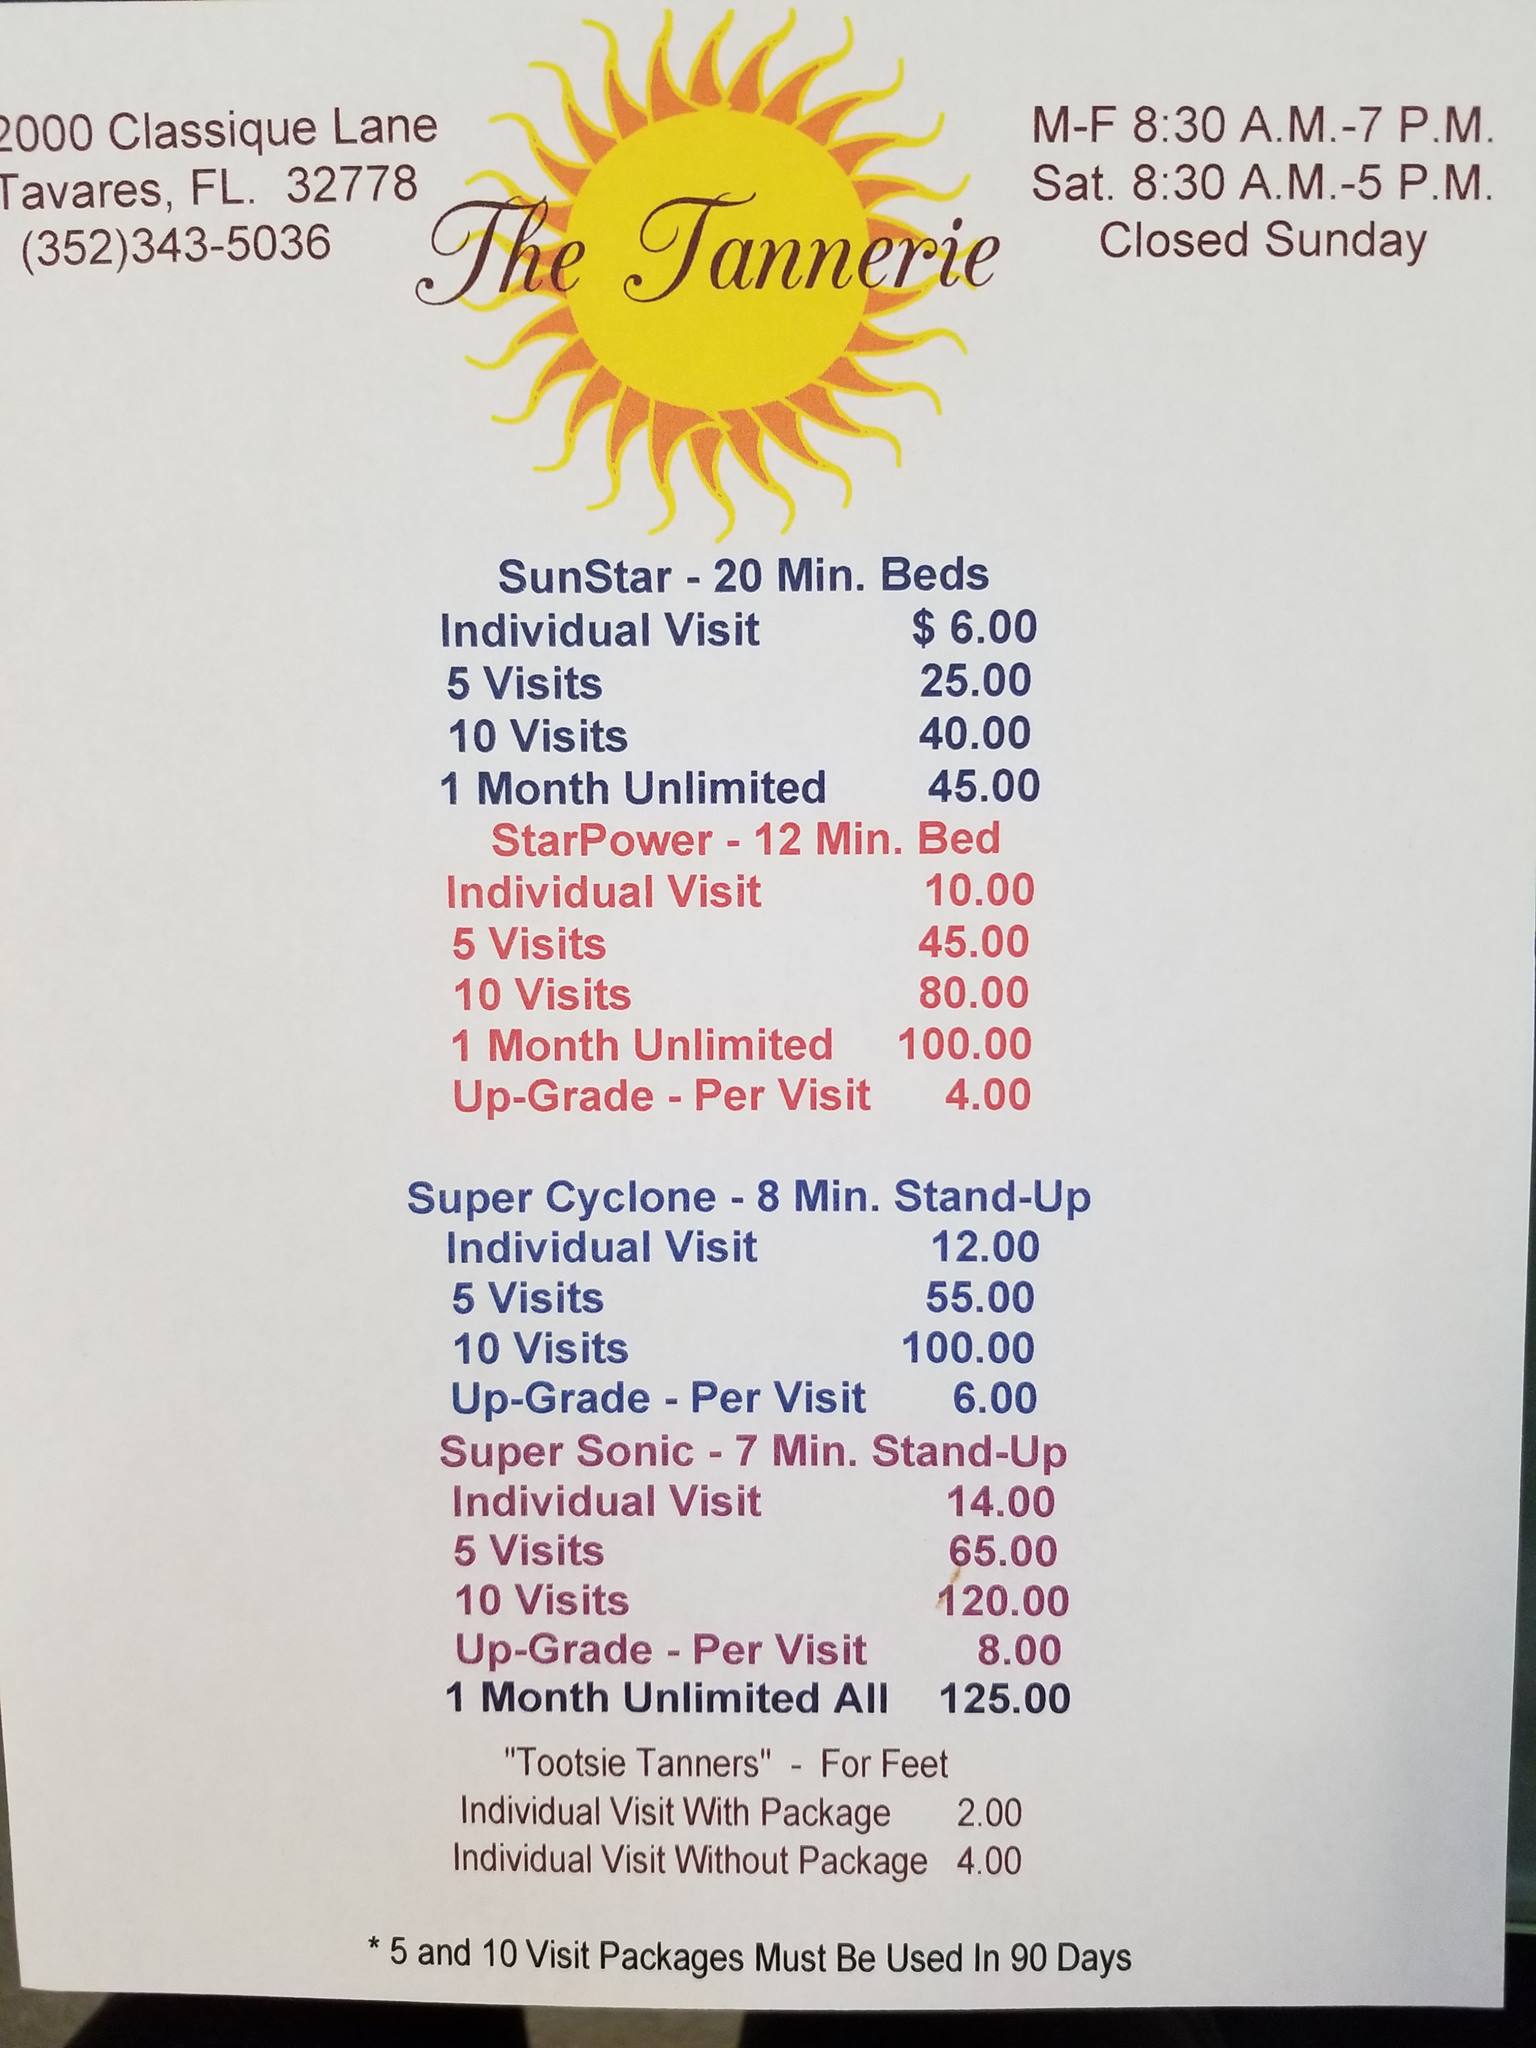 2000 Classique Lane
Tavares, FL. 32778
(352)343-5036
The Tannerie
M-F 8:30 A.M.-7 P.M.
Sat. 8:30 A.M.-5 P.M.
Closed Sunday
SunStar - 20 Min. Beds
Individual Visit $ 6.00
5 Visits 25.00
10 Visits 40.00
1 Month Unlimited 45.00
StarPower - 12 Min. Bed
Individual Visit 10.00
5 Visits 45.00
10 Visits 80.00
1 Month Unlimited 100.00
Up-Grade - Per Visit 4.00
Super Cyclone - 8 Min. Stand-Up
Individual Visit 12.00
5 Visits 55.00
10 Visits 100.00
Up-Grade - Per Visit 6.00
Super Sonic - 7 Min. Stand-Up
Individual Visit 14.00
5 Visits 65.00
10 Visits 120.00
Up-Grade - Per Visit 8.00
1 Month Unlimited All 125.00
"Tootsie Tanners" - For Feet
Individual Visit With Package 2.00
Individual Visit Without Package 4.00
* 5 and 10 Visit Packages Must Be Used In 90 Days